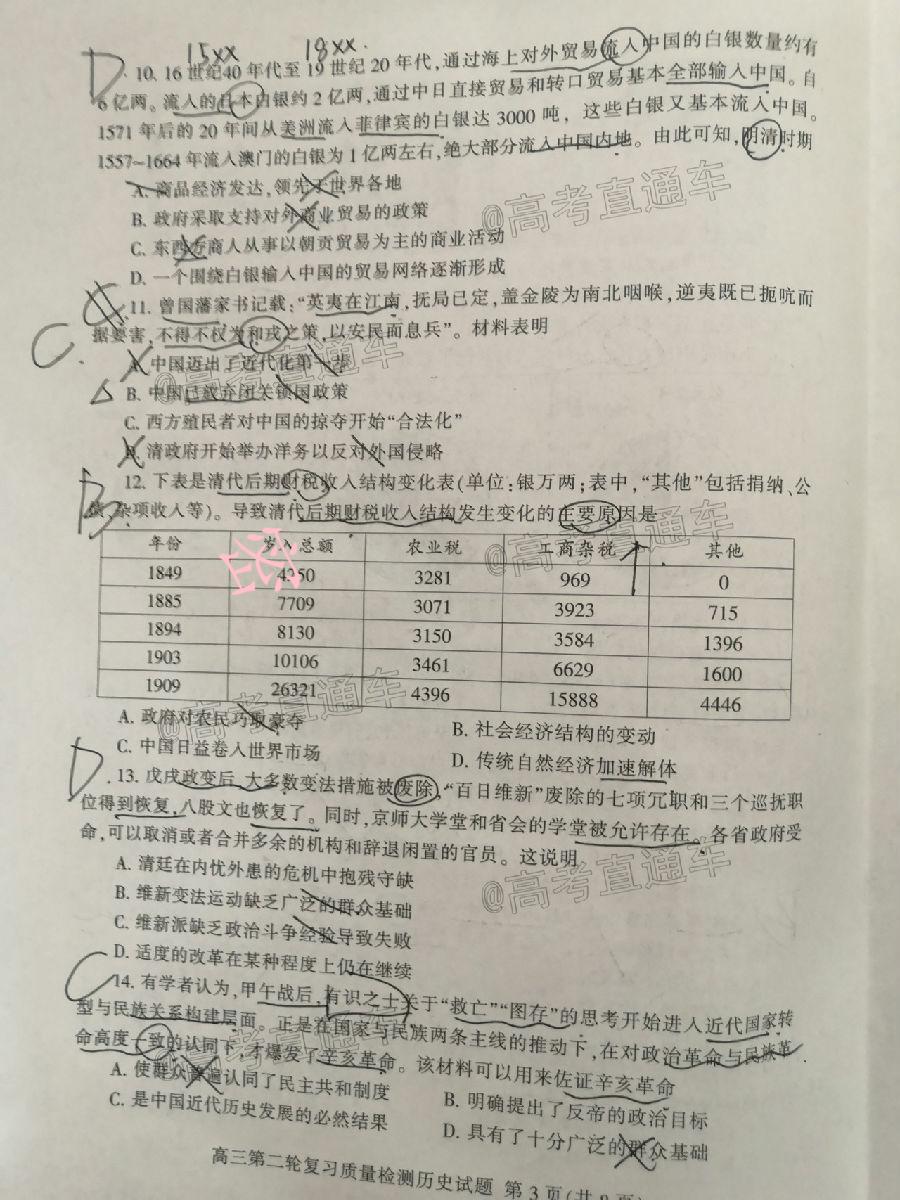 15xx 18xx.
D 10. 16 世纪40 年代至 19 世纪 20 年代，通过海上对外贸易流入中国的白银数量约有
6 亿两。流入的日本白银约 2 亿两，通过中日直接贸易和转口贸易基本全部输入中国。自
1571 年后的 20 年间从美洲流入菲律宾的白银达 3000 吨，这些白银又基本流入中国。
1557~1664 年流入澳门的白银为 1 亿两左右，绝大部分流入中国内地。由此可知，明清时期
A. 商品经济发达，领先于世界各地
B. 政府采取支持对外商业贸易的政策
C. 东西方商人从事以朝贡贸易为主的商业活动
D. 一个围绕白银输入中国的贸易网络逐渐形成
@高考直通车
C. 11. 曾国藩家书记载：“英夷在江南，抚局已定，盖金陵为南北咽喉，逆夷既已扼吭而
据要害，不得不权为和戎之策，以安民而息兵”。材料表明
A. 中国迈出了近代化第一步
B. 中国已放弃闭关锁国政策
C. 西方殖民者对中国的掠夺开始“合法化”
D. 清政府开始举办洋务以反对外国侵略
@高考直通车
B 12. 下表是清代后期财税收入结构变化表(单位：银万两；表中，“其他”包括捐纳、公
债、杂项收入等)。导致清代后期财税收入结构发生变化的主要原因是
@高考直通车
年份 岁入总额 农业税 工商杂税 其他
1849 4250 3281 969 0
1885 7709 3071 3923 715
1894 8130 3150 3584 1396
1903 10106 3461 6629 1600
1909 26321 4396 15888 4446
@高考直通车
A. 政府对农民巧取豪夺 B. 社会经济结构的变动
C. 中国日益卷入世界市场 D. 传统自然经济加速解体
D. 13. 戊戌政变后，大多数变法措施被废除，“百日维新”废除的七项冗职和三个巡抚职
位得到恢复，八股文也恢复了。同时，京师大学堂和省会的学堂被允许存在。各省政府受
命，可以取消或者合并多余的机构和辞退闲置的官员。这说明
A. 清廷在内忧外患的危机中抱残守缺
B. 维新变法运动缺乏广泛的群众基础
C. 维新派缺乏政治斗争经验导致失败
D. 适度的改革在某种程度上仍在继续
@高考直通车
C 14. 有学者认为，甲午战后，有识之士关于“救亡”“图存”的思考开始进入近代国家转
型与民族关系构建层面。正是在国家与民族两条主线的推动下，在对政治革命与民族革
命高度一致的认同下，才爆发了辛亥革命。该材料可以用来佐证辛亥革命
A. 使群众普遍认同了民主共和制度 B. 明确提出了反帝的政治目标
C. 是中国近代历史发展的必然结果 D. 具有了十分广泛的群众基础
@高考直通车
高三第二轮复习质量检测历史试题 第 3 页(共 8 页)